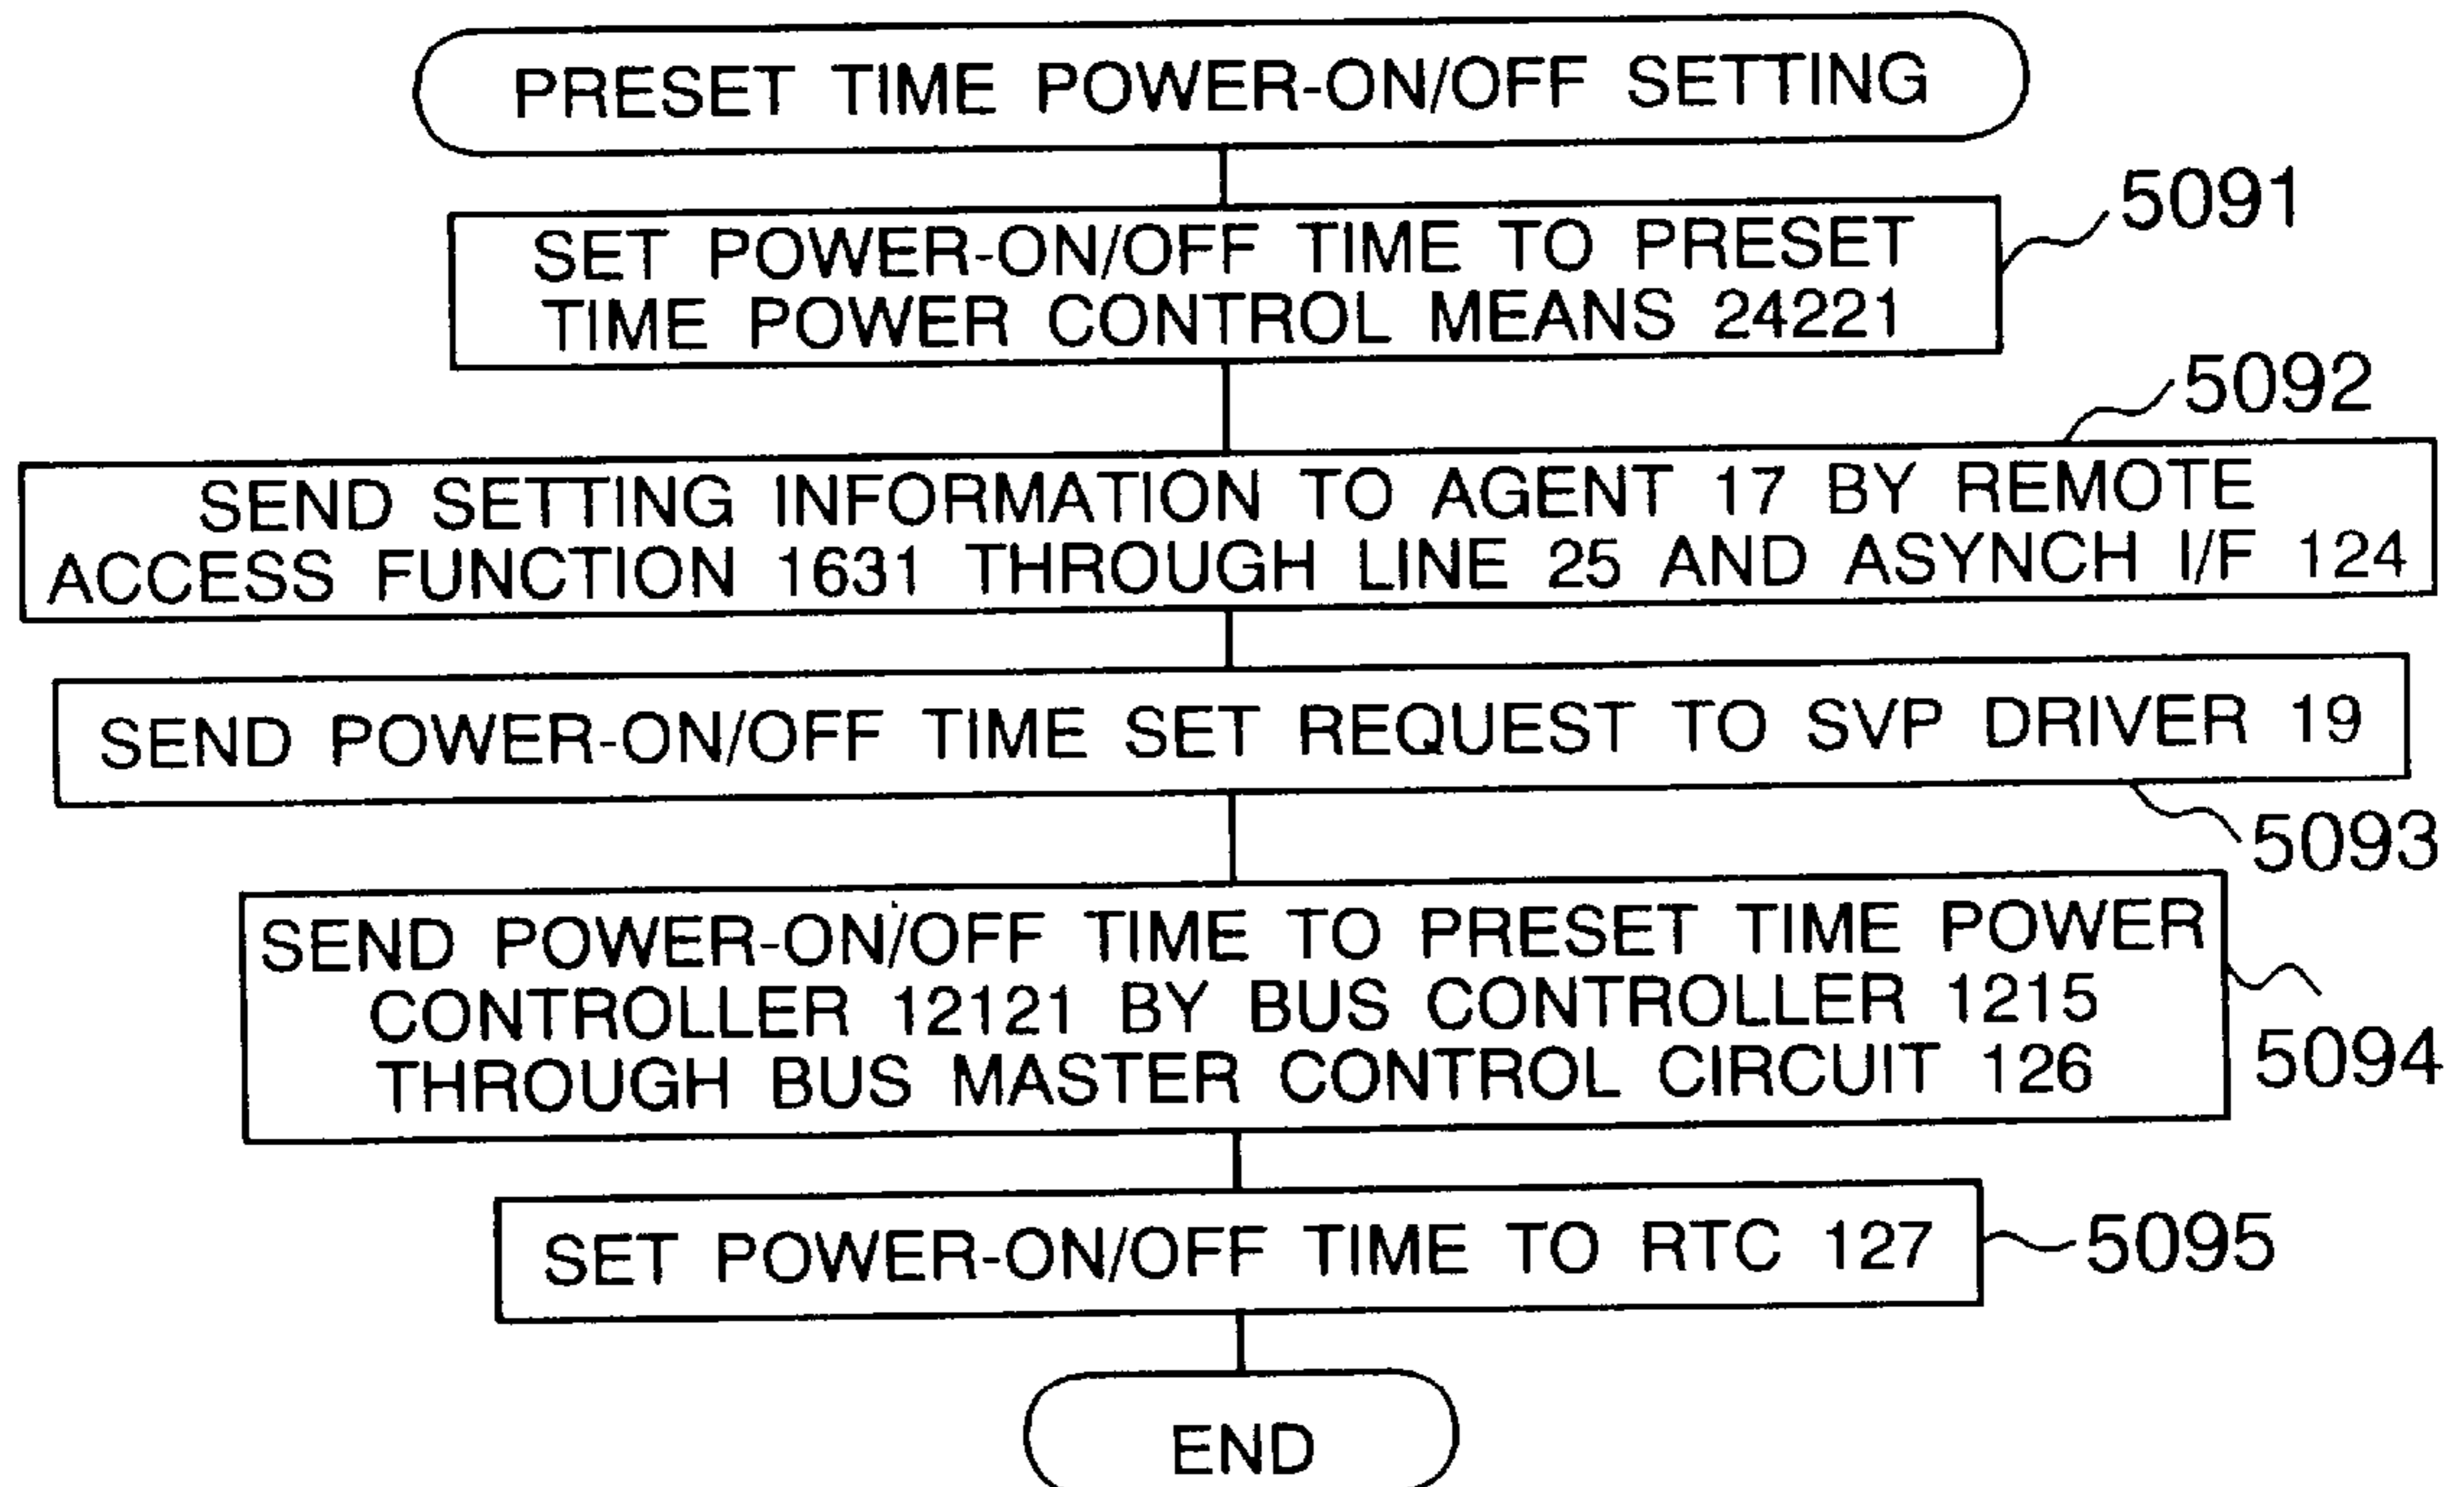 PRESET TIME POWER-ON/OFF SETTING
5091
SET POWER-ON/OFF TIME TO PRESET
TIME POWER CONTROL MEANS 24221
5092
SEND SETTING INFORMATION TO AGENT 17 BY REMOTE
ACCESS FUNCTION 1631 THROUGH LINE 25 AND ASYNCH I/F 124
SEND POWER-ON/OFF TIME SET REQUEST TO SVP DRIVER 19
5093
SEND POWER-ON/OFF TIME TO PRESET TIME POWER
CONTROLLER 12121 BY BUS CONTROLLER 1215
THROUGH BUS MASTER CONTROL CIRCUIT 126
5094
SET POWER-ON/OFF TIME TO RTC 127
5095
END